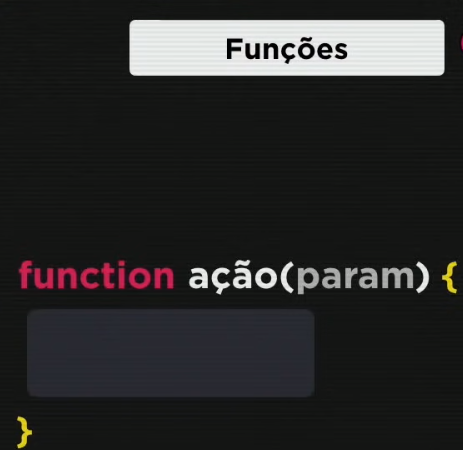 Funções
function ação(param) {
}